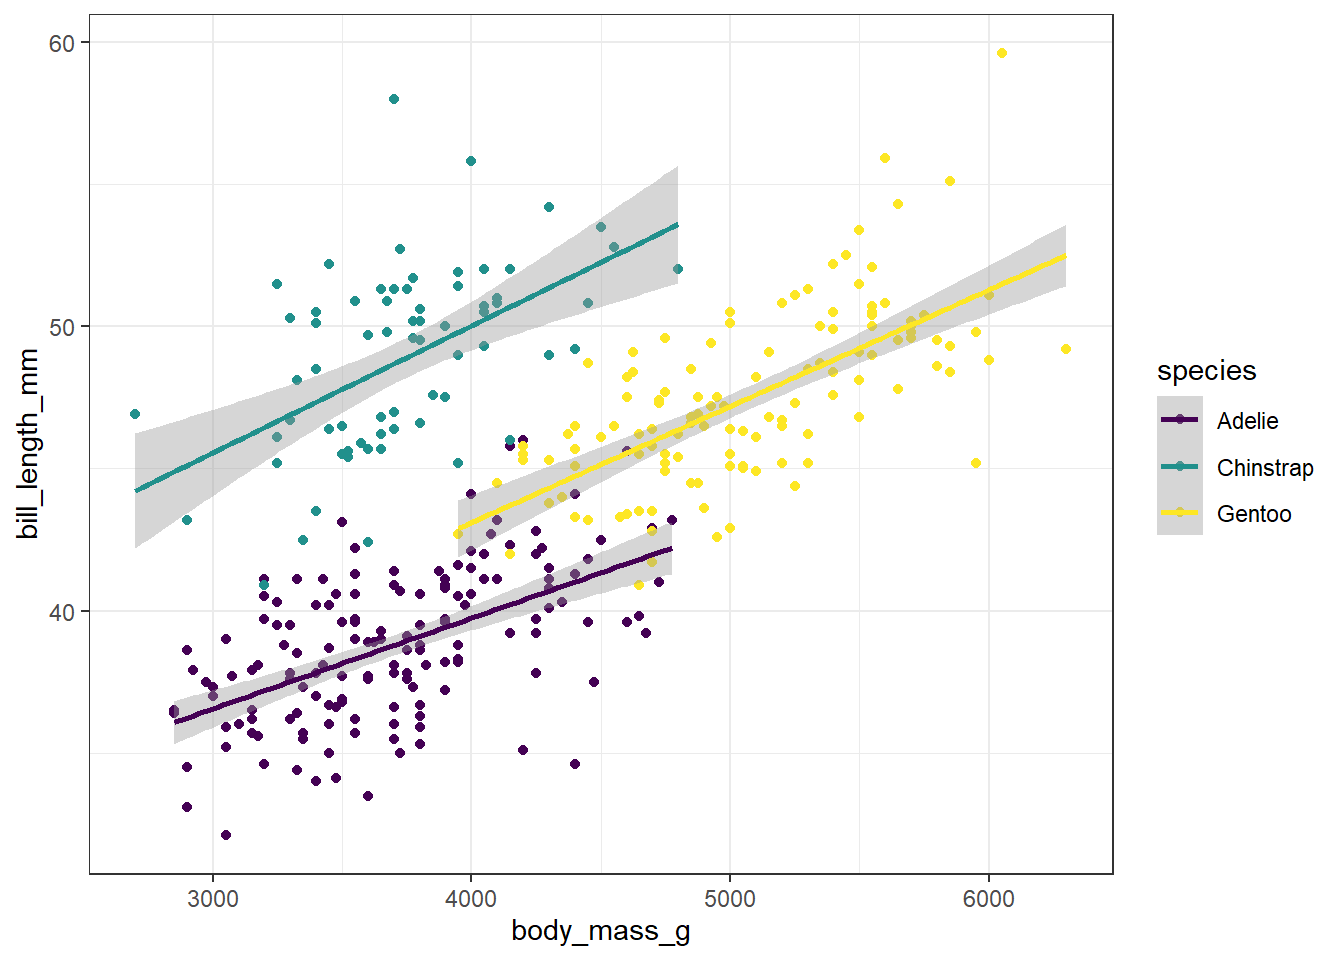 60
50
40
bill_length_mm
3000 4000 5000 6000
body_mass_g
species
Adelie
Chinstrap
Gentoo